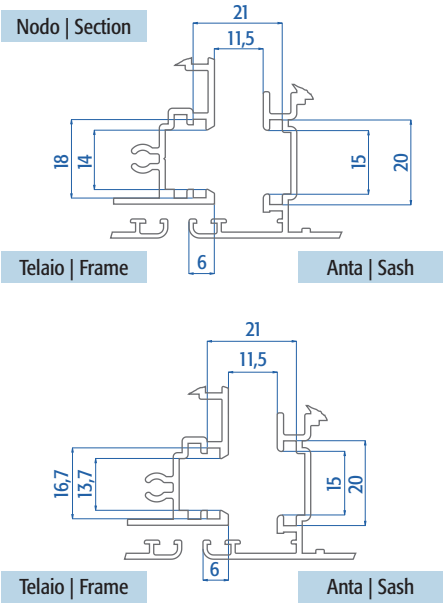 Nodo | Section
21
11,5
18
14
15
20
Telaio | Frame
6
Anta | Sash
21
11,5
16,7
13,7
15
20
Telaio | Frame
6
Anta | Sash